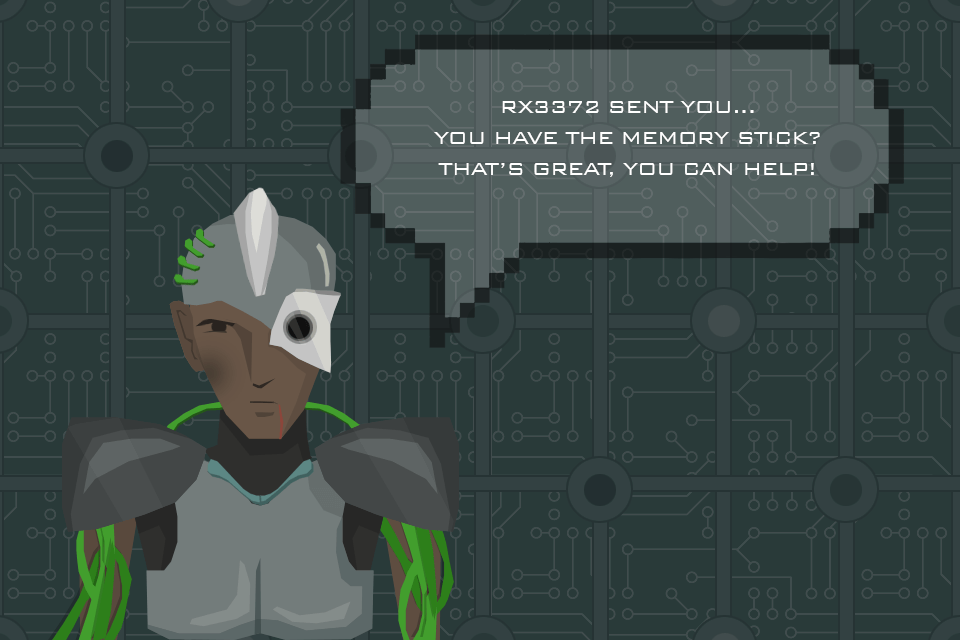 RX3372 SENT YOU...
YOU HAVE THE MEMORY STICK?
THAT'S GREAT, YOU CAN HELP!